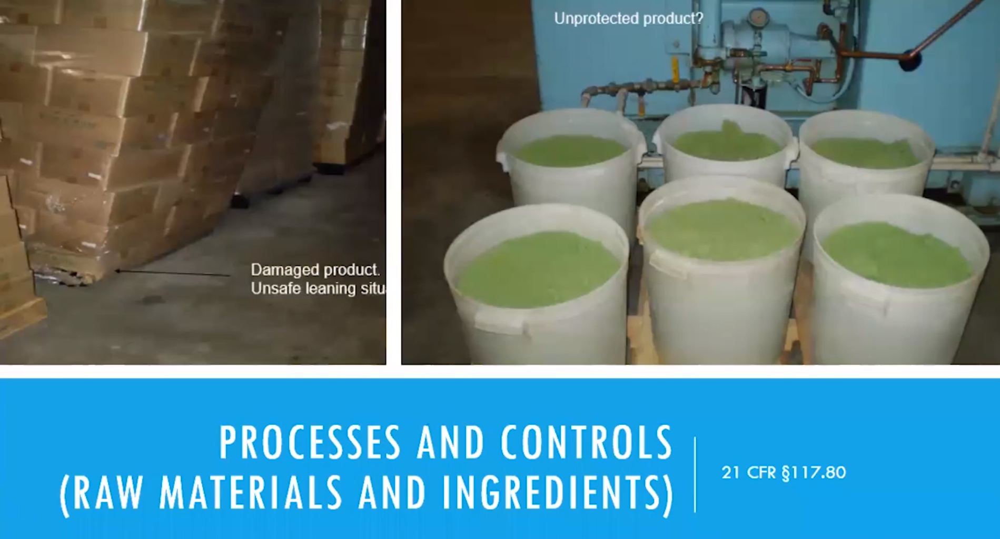 Unprotected product?
Damaged product.
Unsafe leaning situ
PROCESSES AND CONTROLS
(RAW MATERIALS AND INGREDIENTS)
21 CFR §117.80